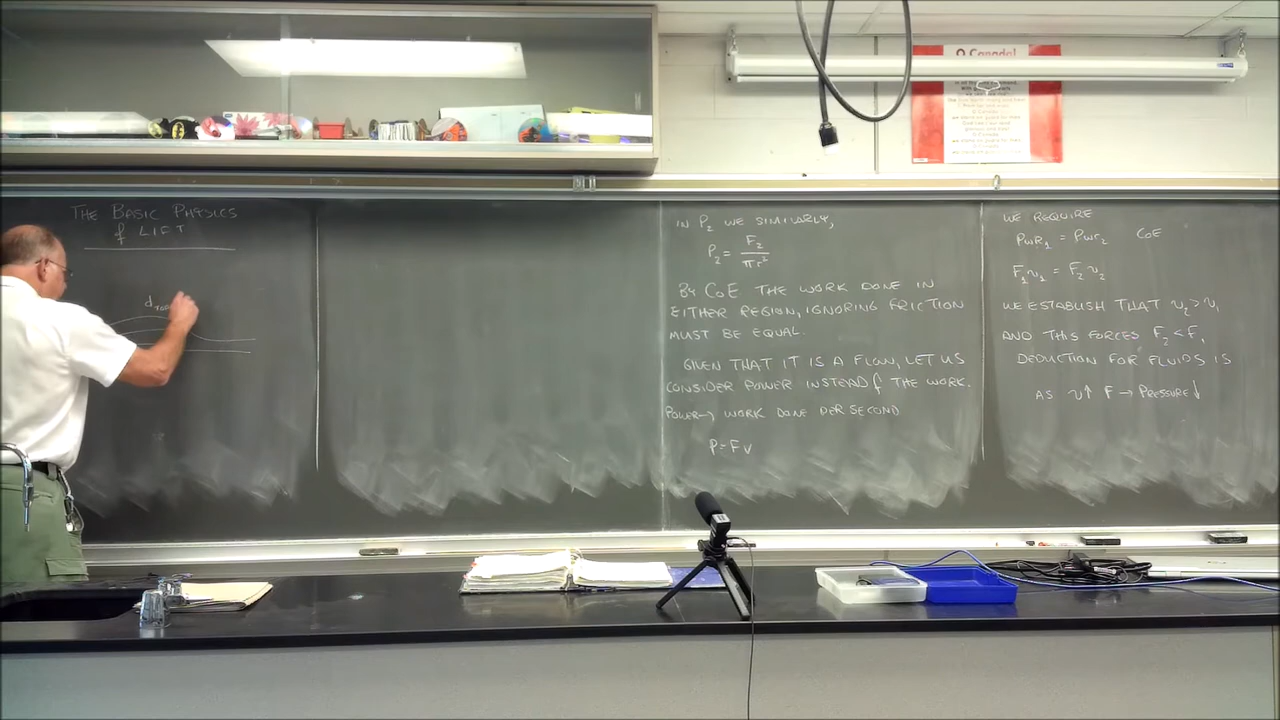 THE BASIC PHYSICS
of LIFT
IN P₂ WE SIMILARLY,
P₂ = F₂/πr²
BY CoE THE WORK DONE IN
EITHER REGION, IGNORING FRICTION
MUST BE EQUAL.
GIVEN THAT IT IS A FLOW, LET US
CONSIDER POWER INSTEAD of THE WORK.
POWER→ WORK DONE PER SECOND
P = Fv
WE REQUIRE
PWR₁ = PWR₂ CoE
F₁v₁ = F₂v₂
WE ESTABLISH THAT v₂ > v₁
AND THIS FORCES F₂ < F₁
DEDUCTION FOR FLUIDS IS
AS v↑ F → PRESSURE↓
O Canada!